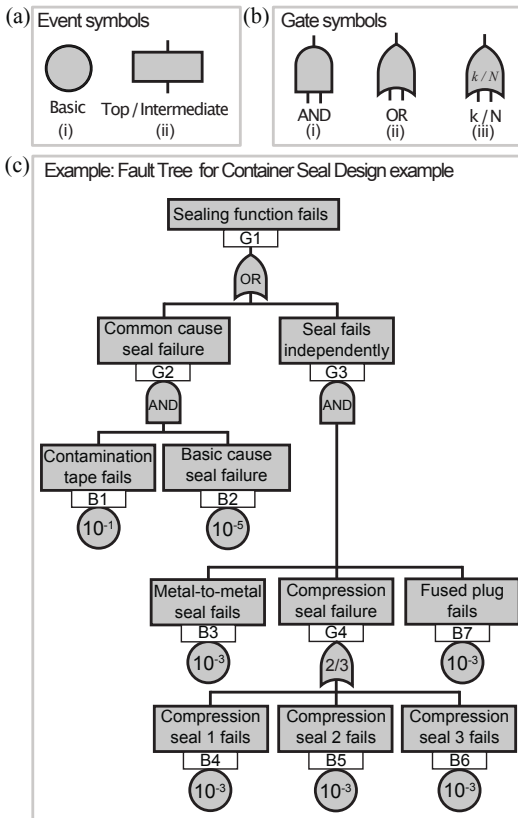 (a) Event symbols
Basic
(i)
Top / Intermediate
(ii)
(b) Gate symbols
k / N
AND
(i)
OR
(ii)
k / N
(iii)
(c) Example: Fault Tree for Container Seal Design example
Sealing function fails
G1
OR
Common cause
seal failure
G2
AND
Seal fails
independently
G3
AND
Contamination
tape fails
B1
10⁻¹
Basic cause
seal failure
B2
10⁻⁵
Metal-to-metal
seal fails
B3
10⁻³
Compression
seal failure
G4
2/3
Fused plug
fails
B7
10⁻³
Compression
seal 1 fails
B4
10⁻³
Compression
seal 2 fails
B5
10⁻³
Compression
seal 3 fails
B6
10⁻³